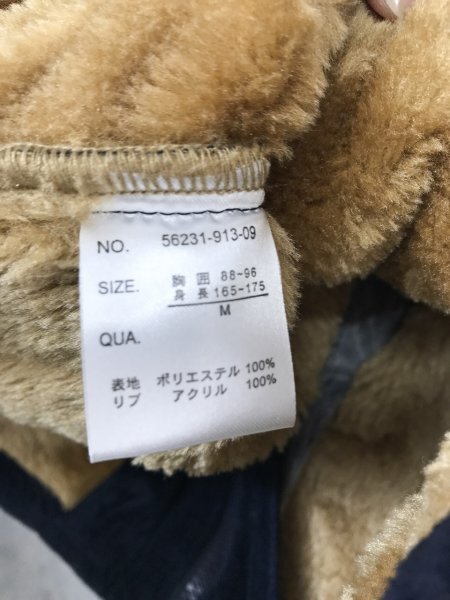 NO. 56231-913-09
SIZE. 胸囲 88~96
身長 165~175
M
QUA.
表地 ポリエステル 100%
リブ アクリル 100%